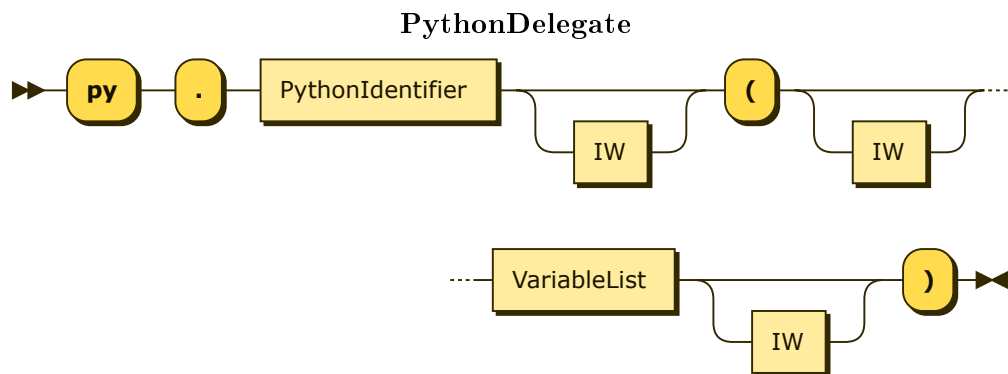 PythonDelegate
py . PythonIdentifier ( 
IW IW
VariableList )
IW